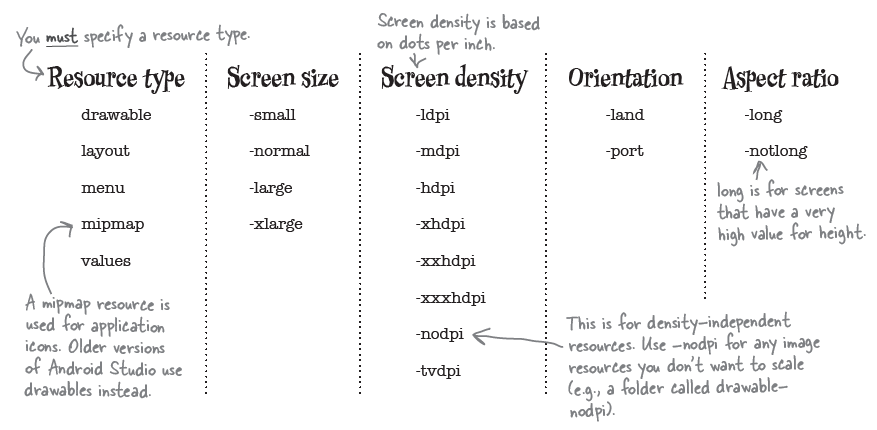 You must specify a resource type.
Screen density is based
on dots per inch.
Resource type
drawable
layout
menu
mipmap
values
A mipmap resource is
used for application
icons. Older versions
of Android Studio use
drawables instead.
Screen size
-small
-normal
-large
-xlarge
Screen density
-ldpi
-mdpi
-hdpi
-xhdpi
-xxhdpi
-xxxhdpi
-nodpi
-tvdpi
This is for density-independent
resources. Use -nodpi for any image
resources you don't want to scale
(e.g., a folder called drawable-
nodpi).
Orientation
-land
-port
Aspect ratio
-long
-notlong
long is for screens
that have a very
high value for height.